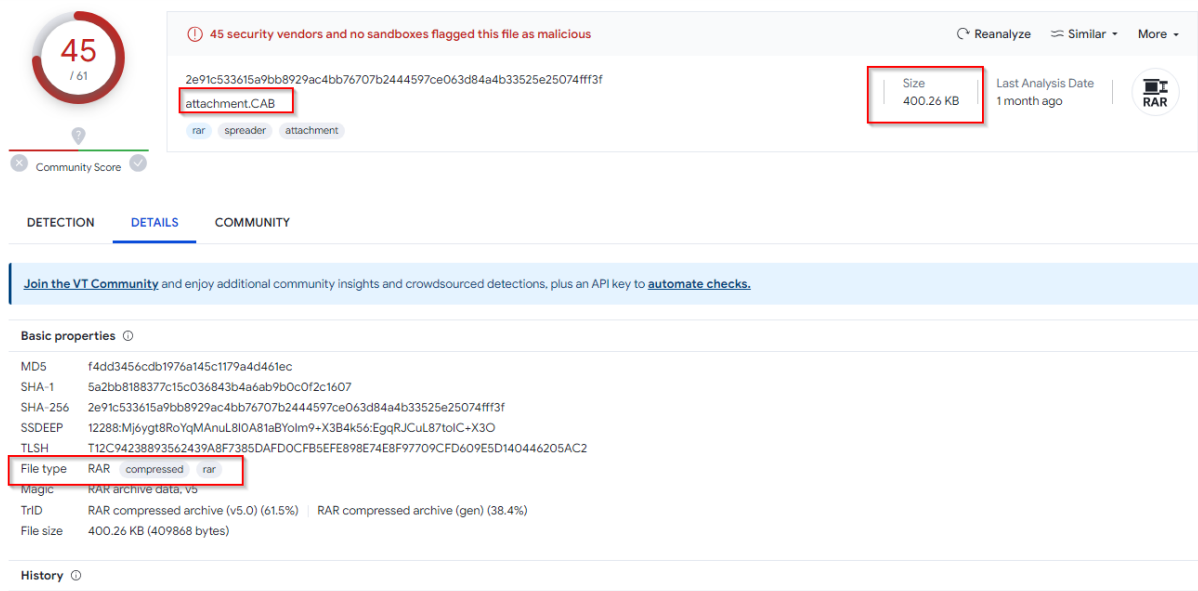 45
/ 61
Community Score
45 security vendors and no sandboxes flagged this file as malicious
Reanalyze Similar More
2e91c533615a9bb8929ac4bb76707b2444597ce063d84a4b33525e25074fff3f
attachment.CAB
rar spreader attachment
Size
400.26 KB
Last Analysis Date
1 month ago
RAR
DETECTION DETAILS COMMUNITY
Join the VT Community and enjoy additional community insights and crowdsourced detections, plus an API key to automate checks.
Basic properties
MD5 f4dd3456cdb1976a145c1179a4d461ec
SHA-1 5a2bb8188377c15c036843b4a6ab9b0c0f2c1607
SHA-256 2e91c533615a9bb8929ac4bb76707b2444597ce063d84a4b33525e25074fff3f
SSDEEP 12288:Mj6ygt8RoYqMAnuL8I0A81aBYolm9+X3B4k56:EgqRJCuL87toIC+X3O
TLSH T12C94238893562439A8F7385DAFD0CFB5EFE898E74E8F97709CFD609E5D140446205AC2
File type RAR compressed rar
Magic RAR archive data, v5
TrID RAR compressed archive (v5.0) (61.5%) RAR compressed archive (gen) (38.4%)
File size 400.26 KB (409868 bytes)
History